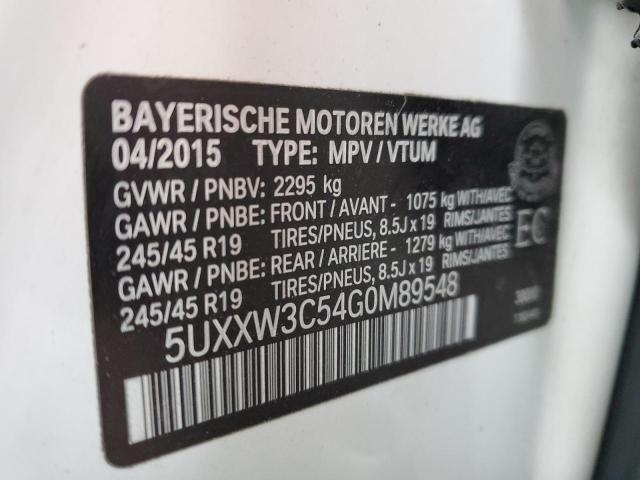 BAYERISCHE MOTOREN WERKE AG
04/2015 TYPE: MPV / VTUM
GVWR / PNBV: 2295 kg
GAWR / PNBE: FRONT / AVANT - 1075 kg WITH/AVEC
245/45 R19 TIRES/PNEUS, 8.5J x 19 RIMS/JANTES
GAWR / PNBE: REAR / ARRIERE - 1279 kg WITH/AVEC
245/45 R19 TIRES/PNEUS, 8.5J x 19 RIMS/JANTES
EC
5UXXW3C54G0M89548